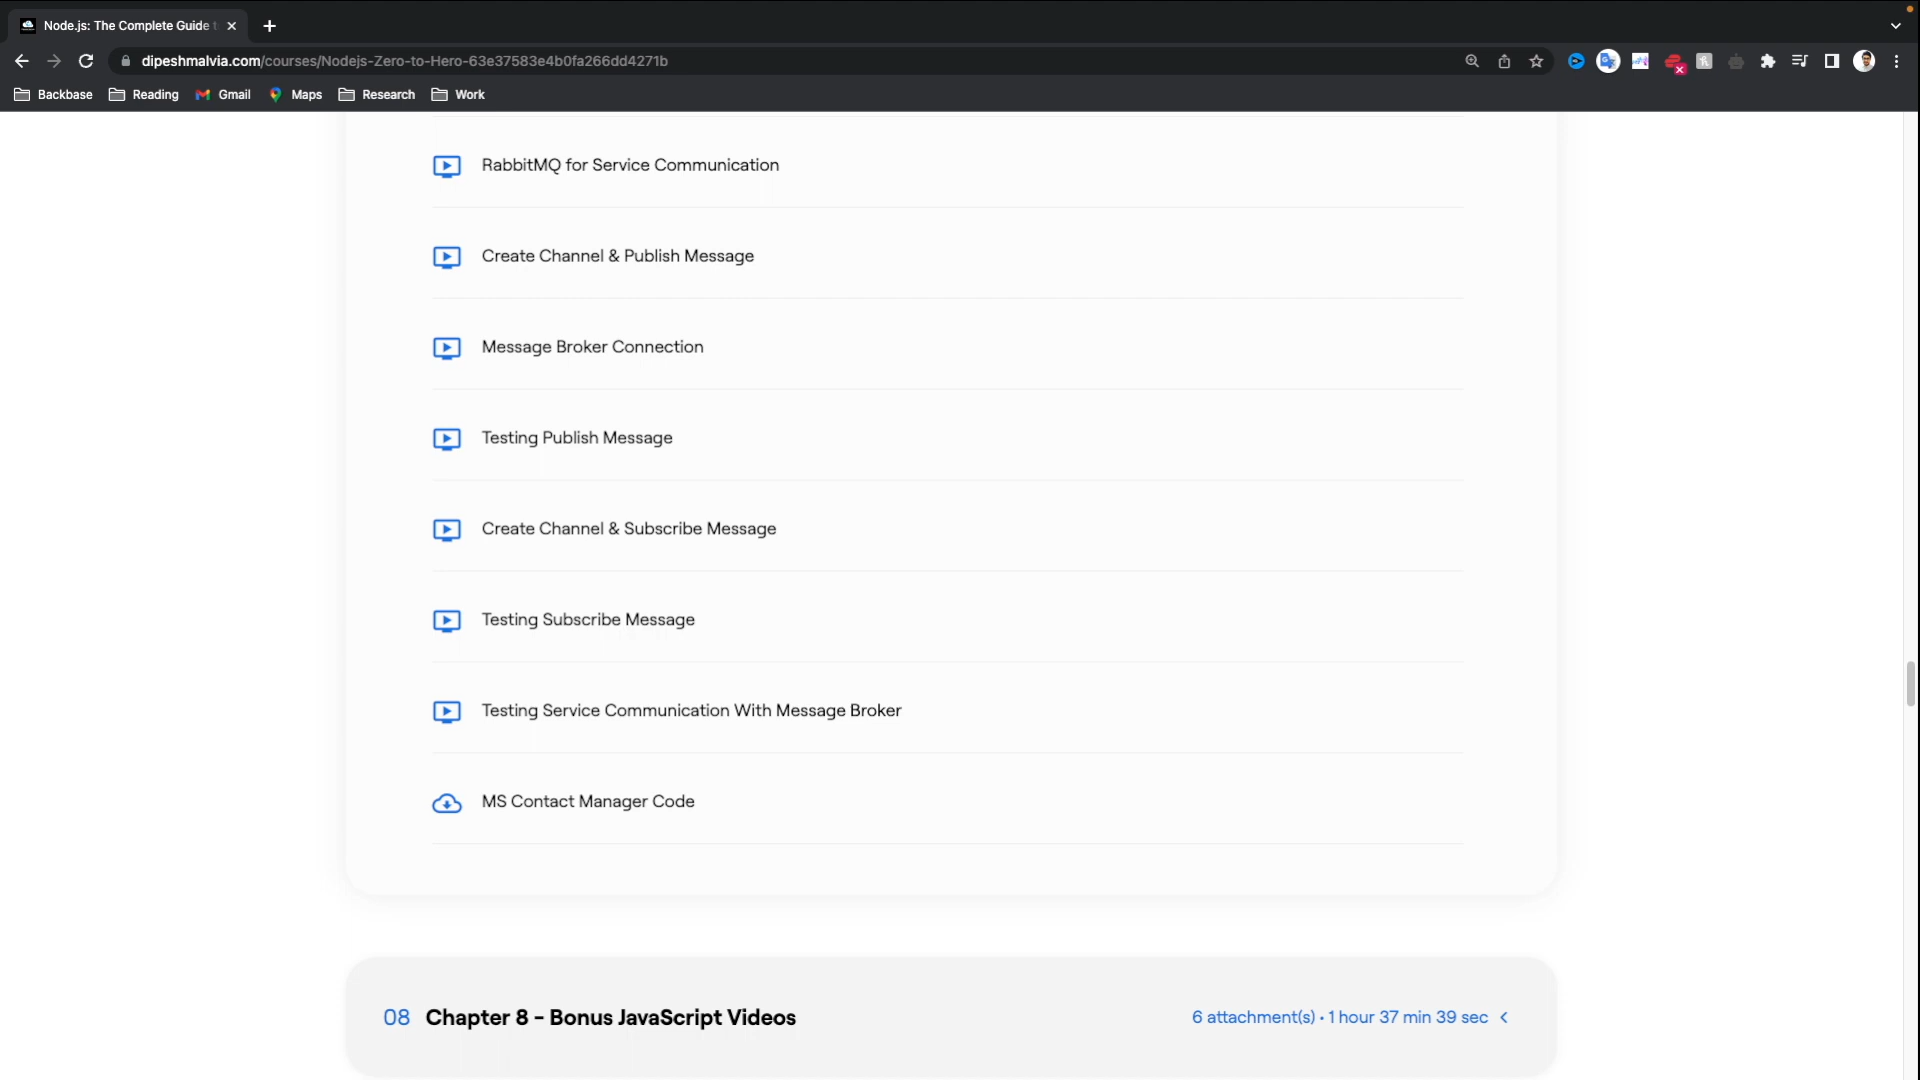 Node.js: The Complete Guide t
dipeshmalvia.com/courses/Nodejs-Zero-to-Hero-63e37583e4b0fa266dd4271b
Backbase Reading Gmail Maps Research Work
RabbitMQ for Service Communication
Create Channel & Publish Message
Message Broker Connection
Testing Publish Message
Create Channel & Subscribe Message
Testing Subscribe Message
Testing Service Communication With Message Broker
MS Contact Manager Code
08 Chapter 8 - Bonus JavaScript Videos 6 attachment(s) • 1 hour 37 min 39 sec